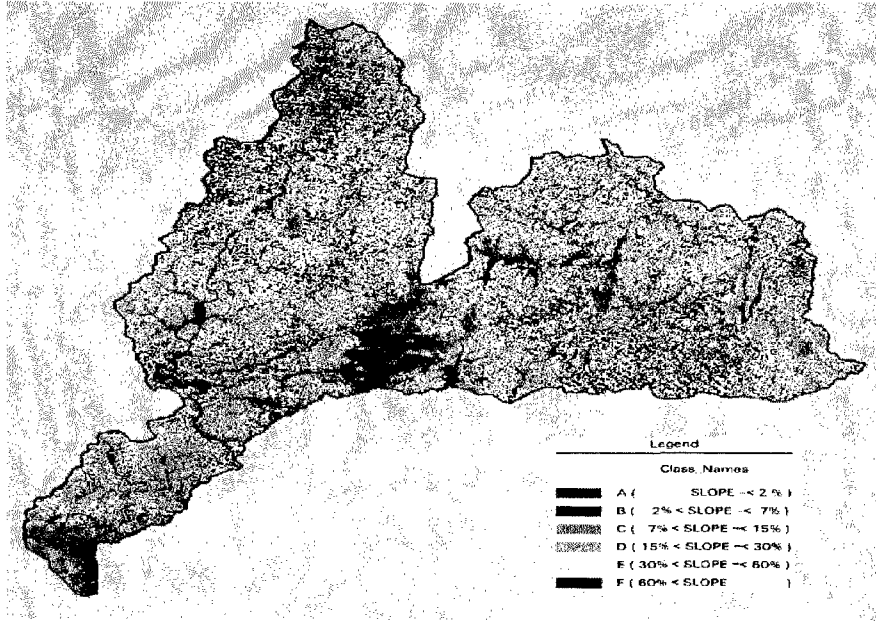 Legend
Class Names
A ( SLOPE =< 2 % )
B ( 2% < SLOPE =< 7% )
C ( 7% < SLOPE =< 15% )
D ( 15% < SLOPE =< 30% )
E ( 30% < SLOPE =< 60% )
F ( 60% < SLOPE )